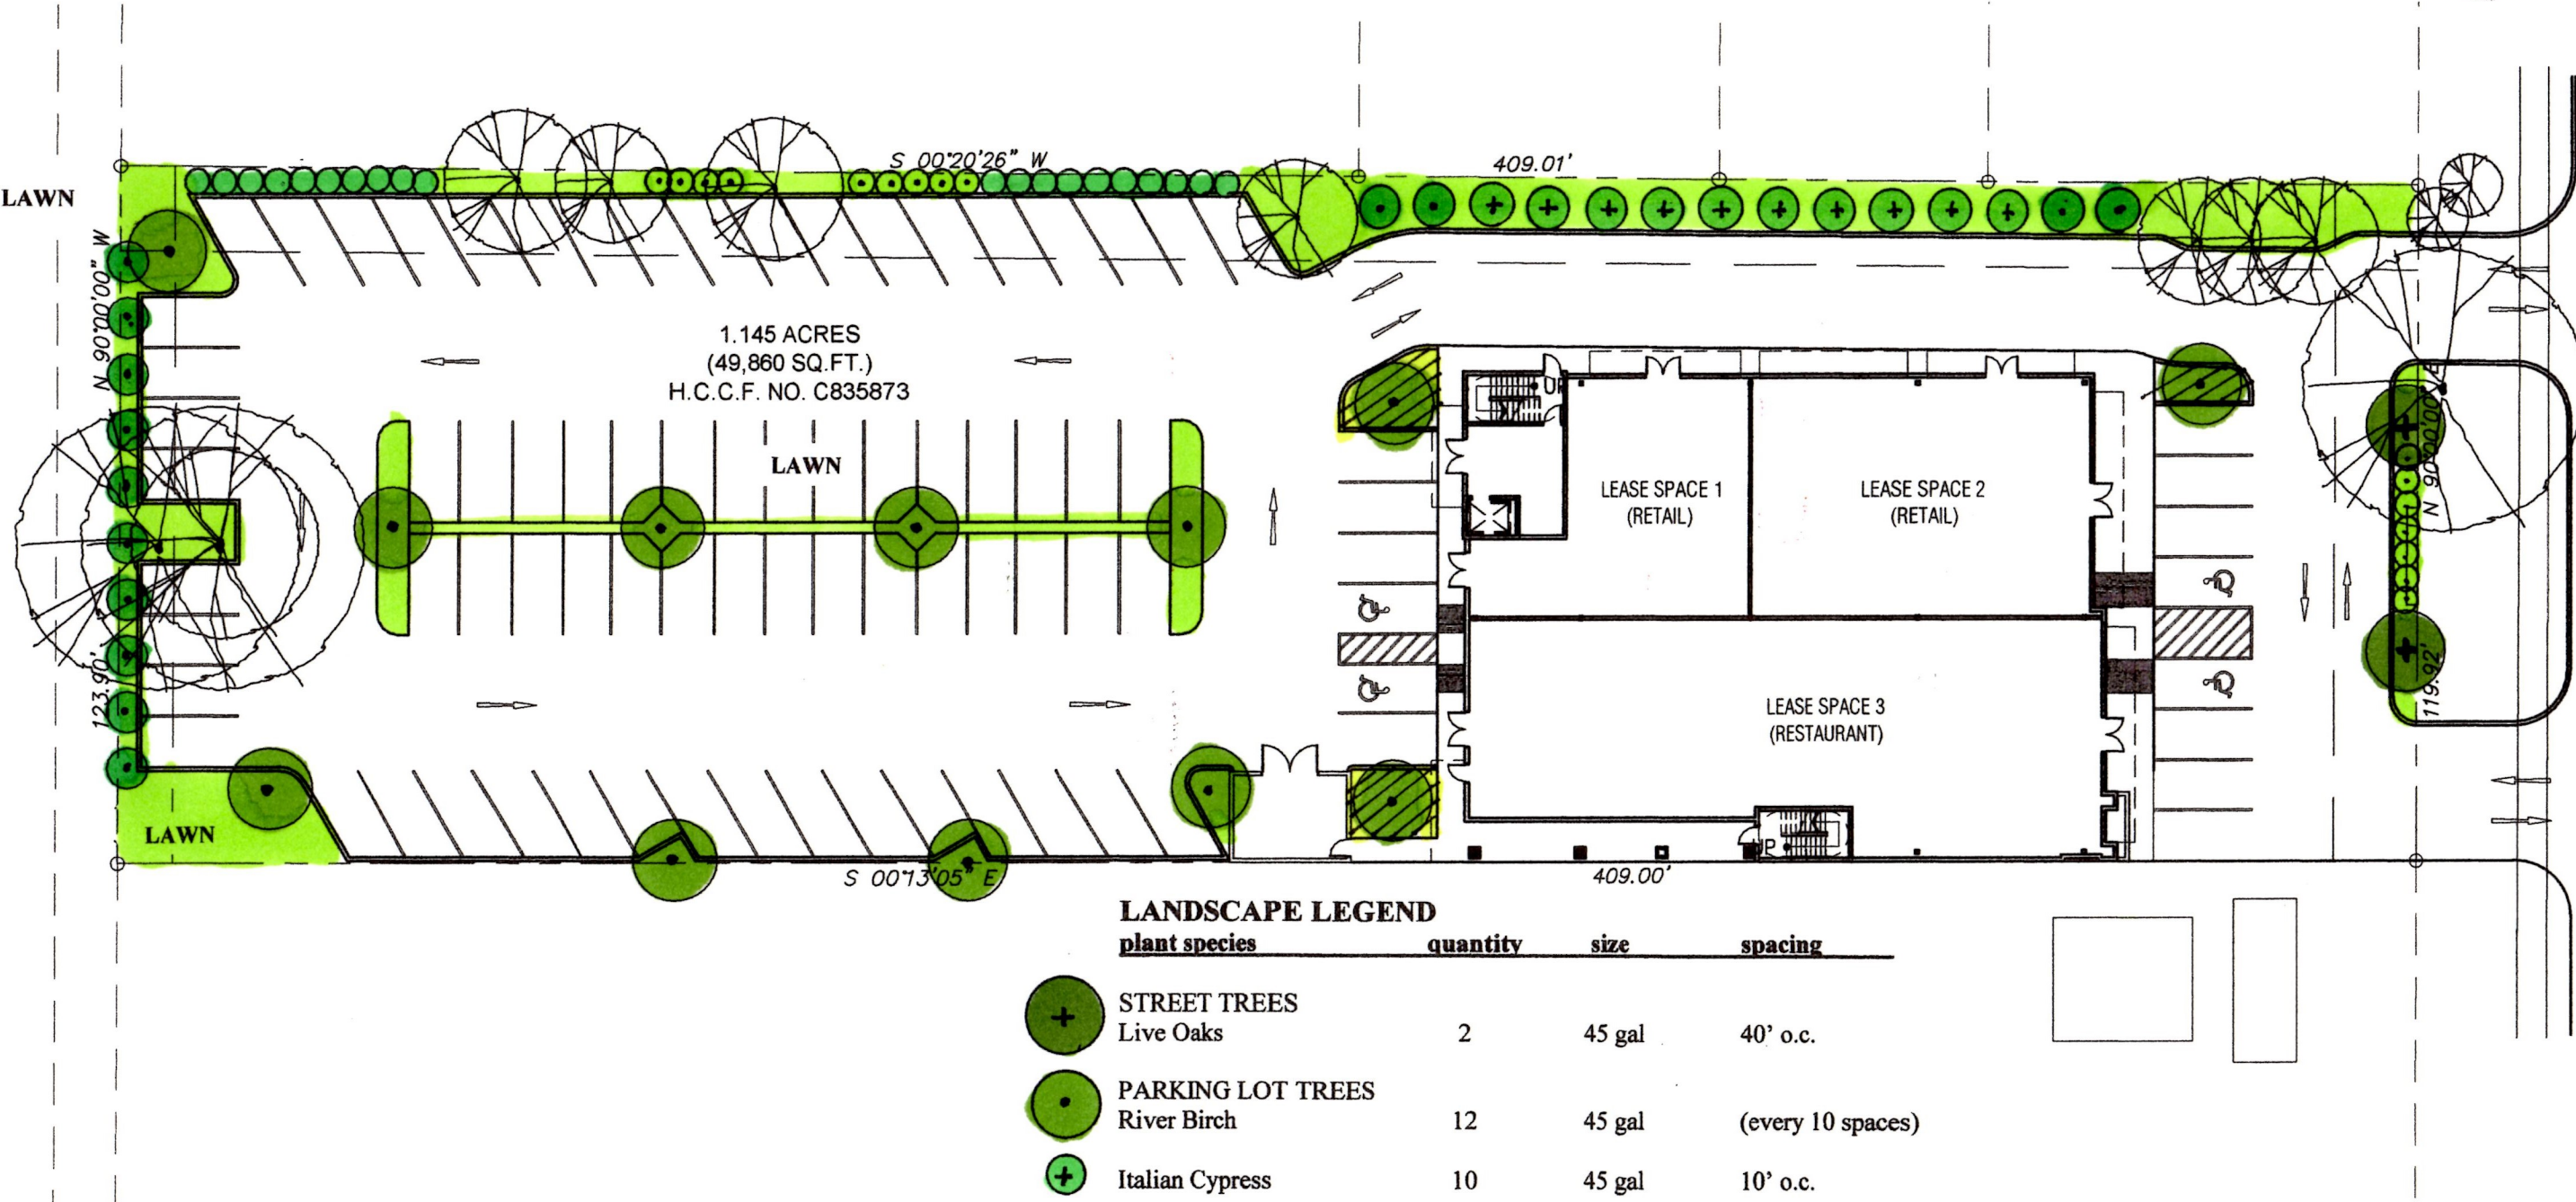 S 00°20'26" W
409.01'
LAWN
N 90°00'00" W
1.145 ACRES
(49,860 SQ.FT.)
H.C.C.F. NO. C835873
LAWN
LEASE SPACE 1
(RETAIL)
LEASE SPACE 2
(RETAIL)
N 90°00'00" E
123.90'
119.92'
LEASE SPACE 3
(RESTAURANT)
LAWN
UP
S 00°13'05" E
409.00'
LANDSCAPE LEGEND
plant species quantity size spacing
STREET TREES
Live Oaks 2 45 gal 40' o.c.
PARKING LOT TREES
River Birch 12 45 gal (every 10 spaces)
Italian Cypress 10 45 gal 10' o.c.